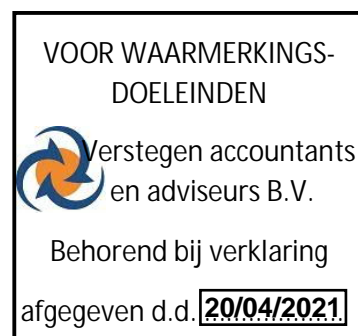 VOOR WAARMERKINGS-
DOELEINDEN
Verstegen accountants
en adviseurs B.V.
Behorend bij verklaring
afgegeven d.d. 20/04/2021